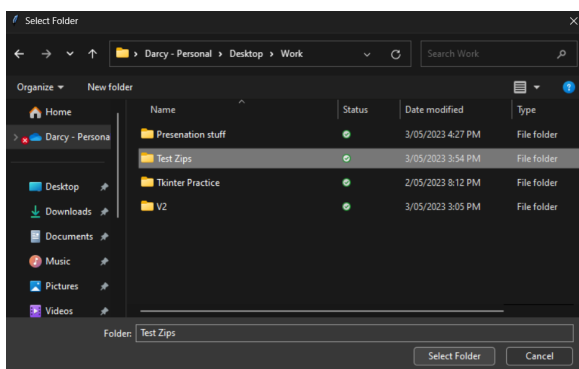 Select Folder
Darcy - Personal > Desktop > Work
Search Work
Organize
New folder
Name Status Date modified Type
Home
Darcy - Persona
Desktop
Downloads
Documents
Music
Pictures
Videos
Presenation stuff 3/05/2023 4:27 PM File folder
Test Zips 3/05/2023 3:54 PM File folder
Tkinter Practice 2/05/2023 8:12 PM File folder
V2 3/05/2023 3:05 PM File folder
Folder: Test Zips
Select Folder Cancel